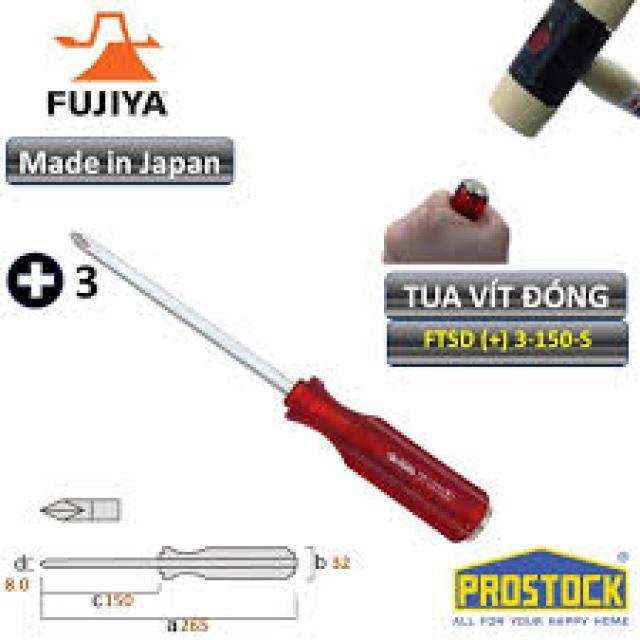 FUJIYA
Made in Japan
3
TUA VÍT ĐÓNG
FTSD (+) 3-150-S
d
8.0
c 150
b 32
a 265
PROSTOCK
ALL FOR YOUR HAPPY HOME